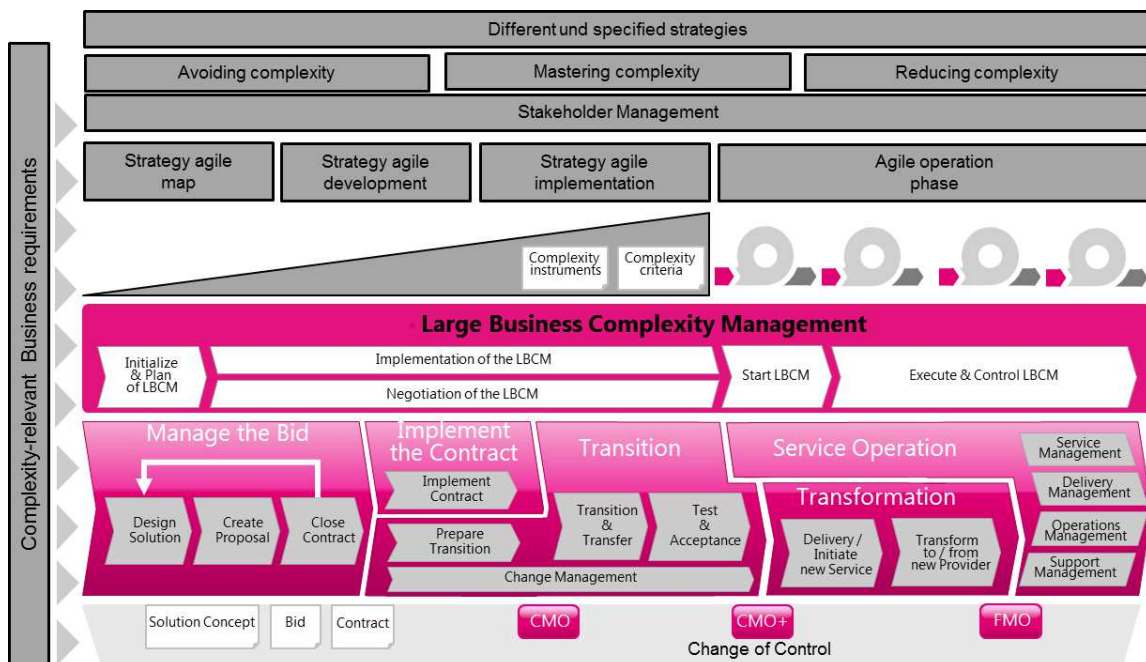 Complexity-relevant Business requirements
Different und specified strategies
Avoiding complexity
Mastering complexity
Reducing complexity
Stakeholder Management
Strategy agile
map
Strategy agile
development
Strategy agile
implementation
Agile operation
phase
Complexity
instruments
Complexity
criteria
Large Business Complexity Management
Initialize
& Plan
of LBCM
Implementation of the LBCM
Negotiation of the LBCM
Start LBCM
Execute & Control LBCM
Manage the Bid
Design
Solution
Create
Proposal
Close
Contract
Implement
the Contract
Implement
Contract
Prepare
Transition
Transition
Transition
&
Transfer
Test
&
Acceptance
Change Management
Service Operation
Transformation
Delivery /
Initiate
new Service
Transform
to / from
new Provider
Service
Management
Delivery
Management
Operations
Management
Support
Management
Solution Concept
Bid
Contract
CMO
CMO+
FMO
Change of Control